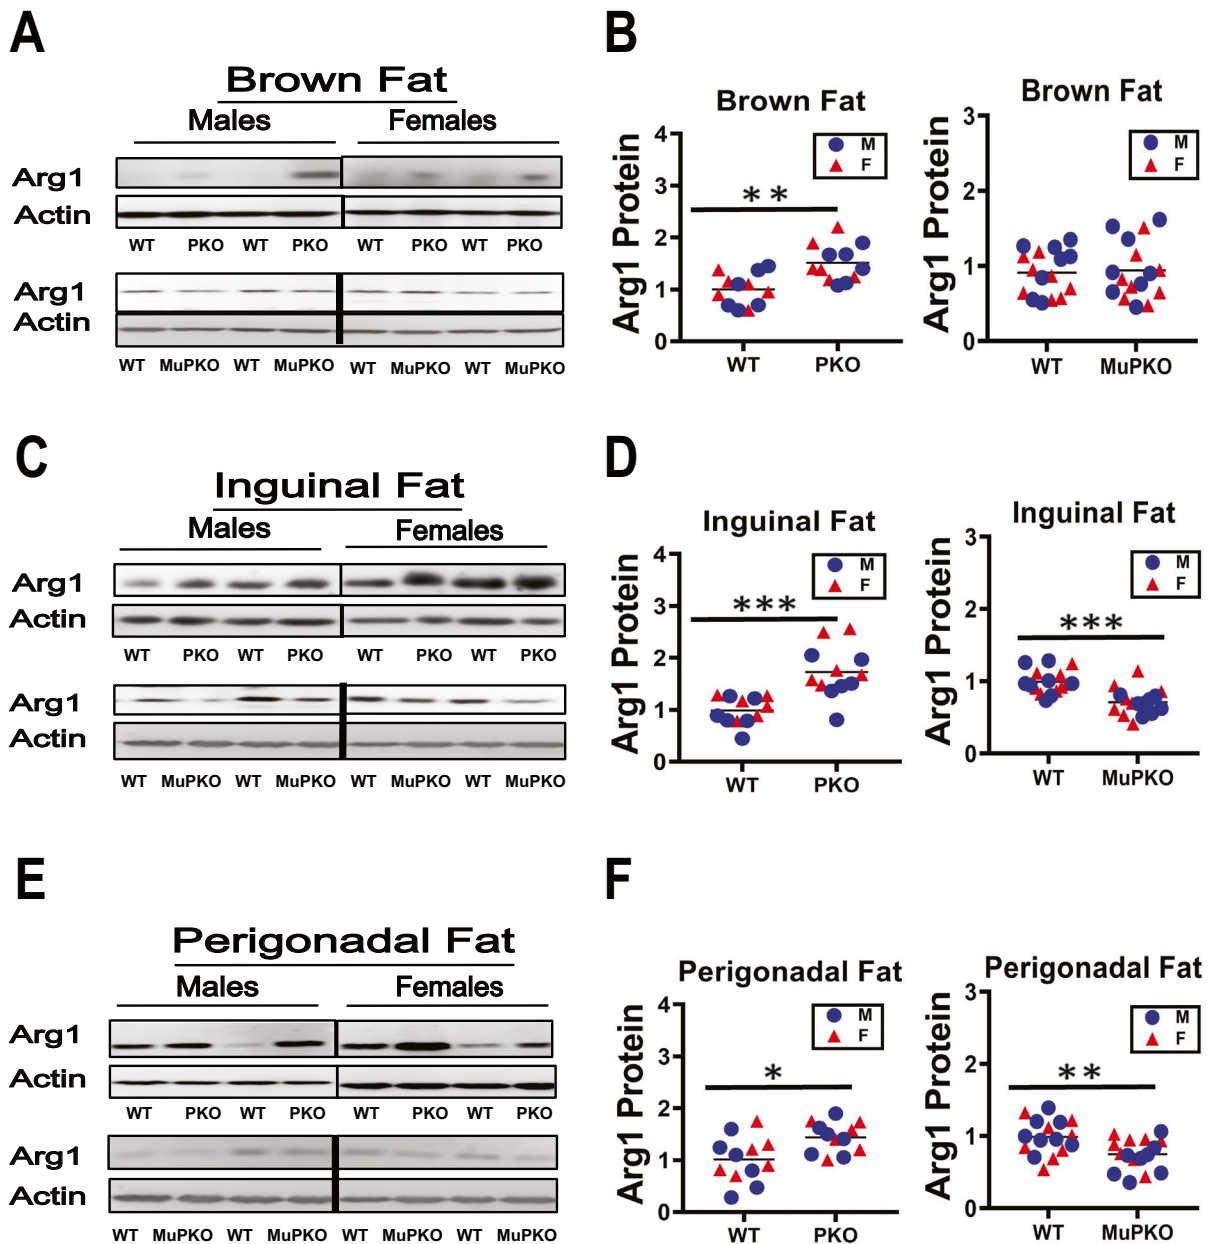 A
Brown Fat
Males Females
Arg1
Actin
WT PKO WT PKO WT PKO WT PKO
Arg1
Actin
WT MuPKO WT MuPKO WT MuPKO WT MuPKO
B
Brown Fat
Arg1 Protein
4
3
2
1
0
**
M
F
WT PKO
Brown Fat
Arg1 Protein
3
2
1
0
M
F
WT MuPKO
C
Inguinal Fat
Males Females
Arg1
Actin
WT PKO WT PKO WT PKO WT PKO
Arg1
Actin
WT MuPKO WT MuPKO WT MuPKO WT MuPKO
D
Inguinal Fat
Arg1 Protein
4
3
2
1
0
***
M
F
WT PKO
Inguinal Fat
Arg1 Protein
3
2
1
0
***
M
F
WT MuPKO
E
Perigonadal Fat
Males Females
Arg1
Actin
WT PKO WT PKO WT PKO WT PKO
Arg1
Actin
WT MuPKO WT MuPKO WT MuPKO WT MuPKO
F
Perigonadal Fat
Arg1 Protein
4
3
2
1
0
*
M
F
WT PKO
Perigonadal Fat
Arg1 Protein
3
2
1
0
**
M
F
WT MuPKO